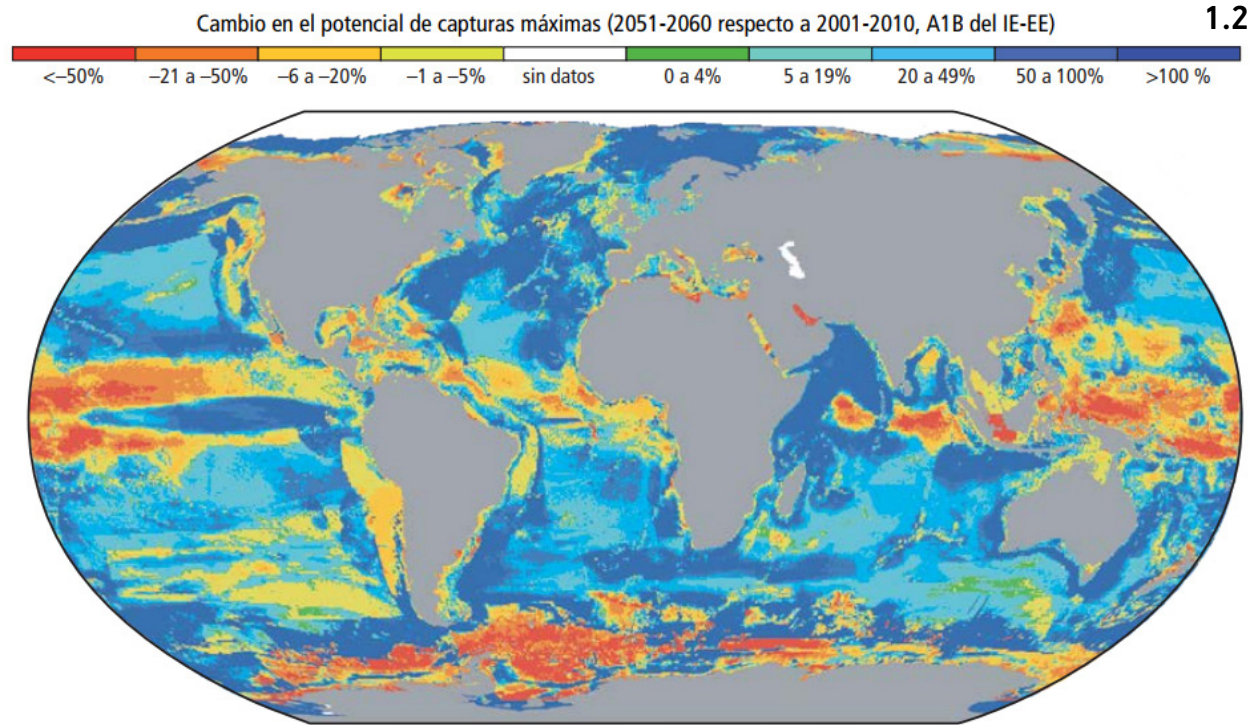 Cambio en el potencial de capturas máximas (2051-2060 respecto a 2001-2010, A1B del IE-EE)
1.2
<–50% –21 a –50% –6 a –20% –1 a –5% sin datos 0 a 4% 5 a 19% 20 a 49% 50 a 100% >100 %